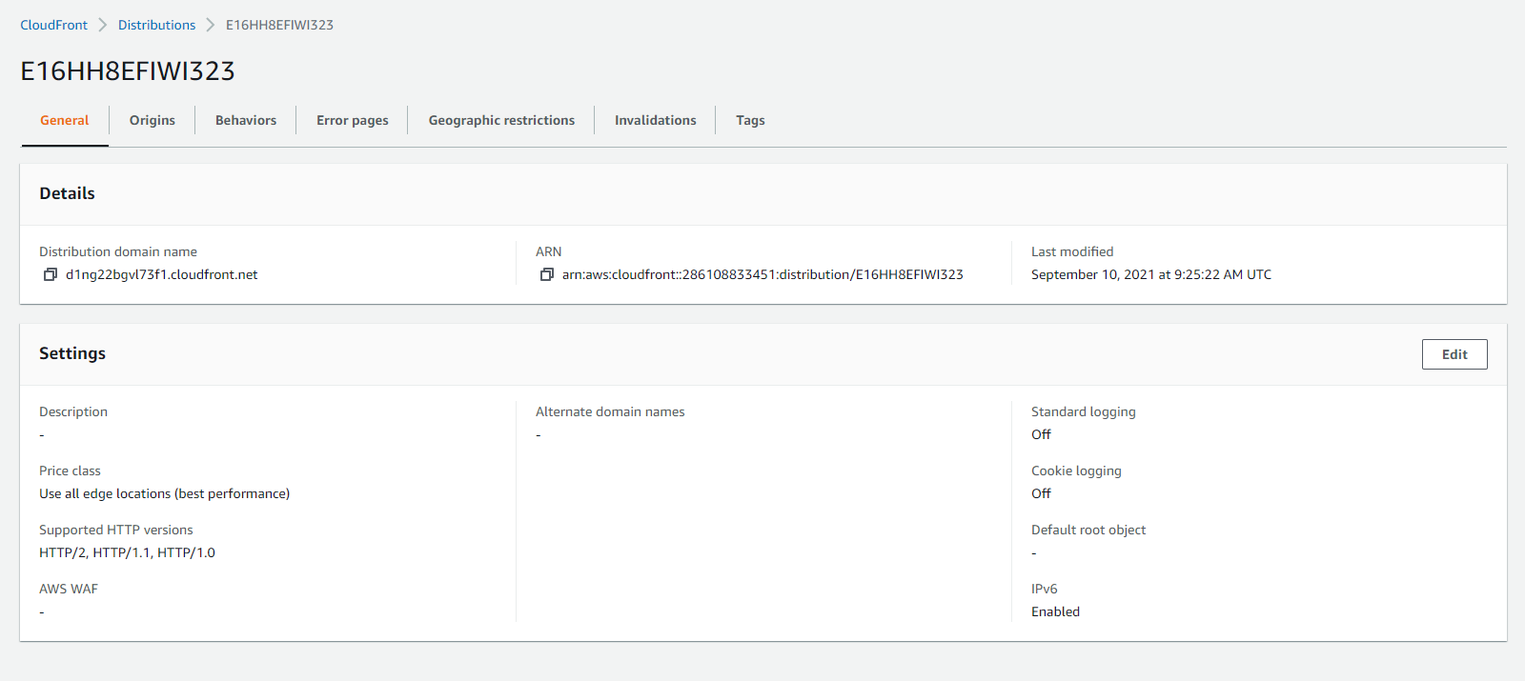 CloudFront > Distributions > E16HH8EFIWI323
E16HH8EFIWI323
General Origins Behaviors Error pages Geographic restrictions Invalidations Tags
Details
Distribution domain name
d1ng22bgvl73f1.cloudfront.net
ARN
arn:aws:cloudfront::286108833451:distribution/E16HH8EFIWI323
Last modified
September 10, 2021 at 9:25:22 AM UTC
Settings
Edit
Description
-
Price class
Use all edge locations (best performance)
Supported HTTP versions
HTTP/2, HTTP/1.1, HTTP/1.0
AWS WAF
-
Alternate domain names
-
Standard logging
Off
Cookie logging
Off
Default root object
-
IPv6
Enabled